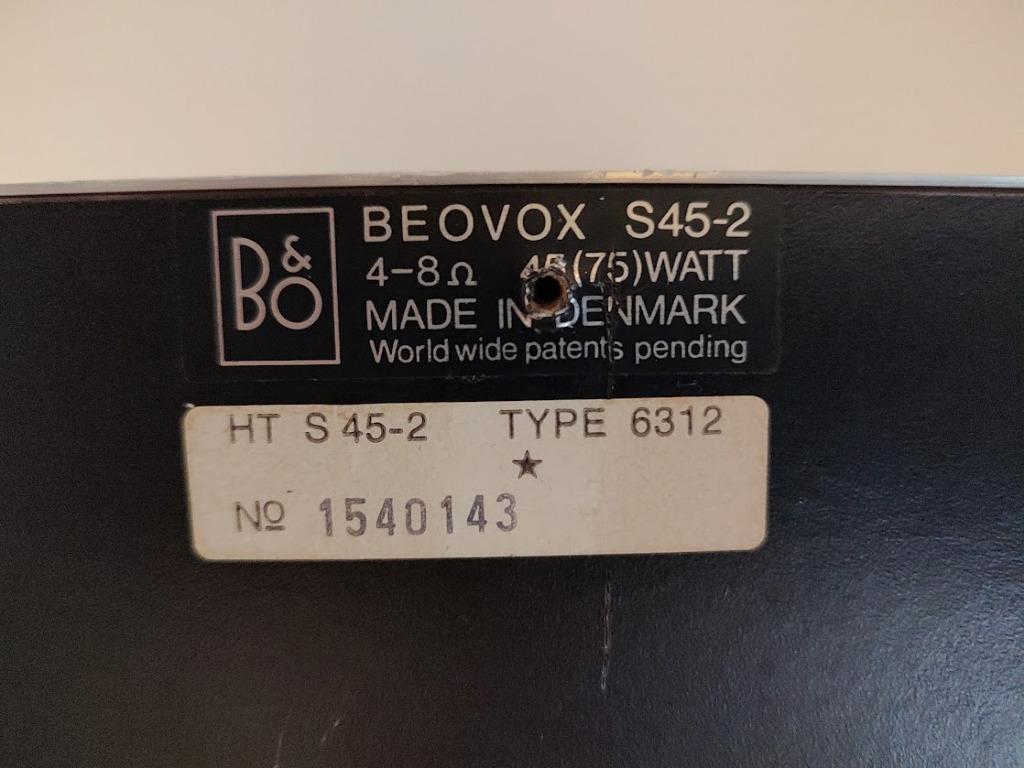 B&O
BEOVOX S45-2
4-8Ω 45(75)WATT
MADE IN DENMARK
World wide patents pending
HT S 45-2 TYPE 6312
★
No 1540143